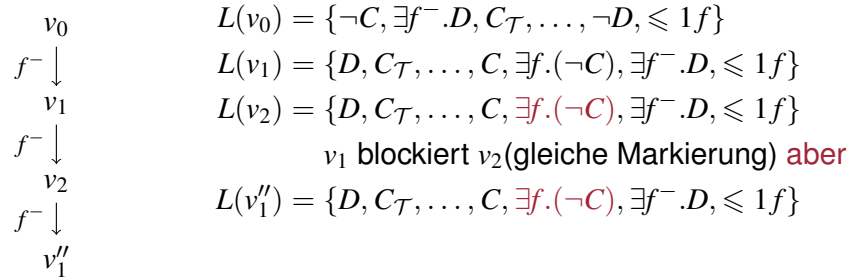 v₀ L(v₀) = {¬C, ∃f⁻.D, C_𝒯, …, ¬D, ⩽ 1f}
f⁻ ↓
v₁ L(v₁) = {D, C_𝒯, …, C, ∃f.(¬C), ∃f⁻.D, ⩽ 1f}
f⁻ ↓
v₂ L(v₂) = {D, C_𝒯, …, C, ∃f.(¬C), ∃f⁻.D, ⩽ 1f}
v₁ blockiert v₂(gleiche Markierung) aber
f⁻ ↓
v₁″ L(v₁″) = {D, C_𝒯, …, C, ∃f.(¬C), ∃f⁻.D, ⩽ 1f}